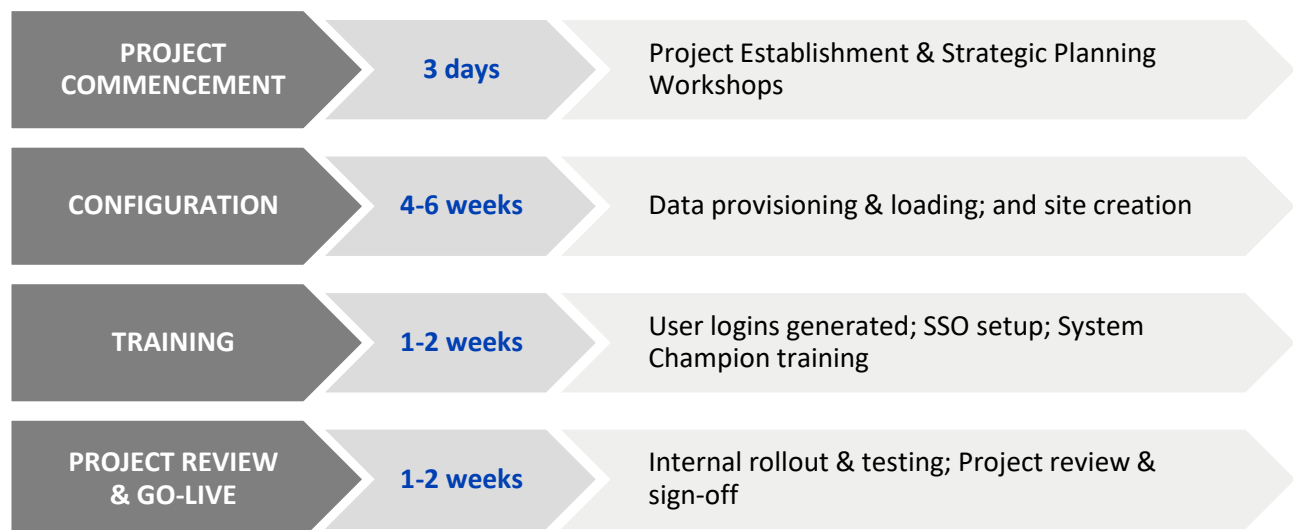 PROJECT
COMMENCEMENT
3 days
Project Establishment & Strategic Planning
Workshops
CONFIGURATION
4-6 weeks
Data provisioning & loading; and site creation
TRAINING
1-2 weeks
User logins generated; SSO setup; System
Champion training
PROJECT REVIEW
& GO-LIVE
1-2 weeks
Internal rollout & testing; Project review &
sign-off